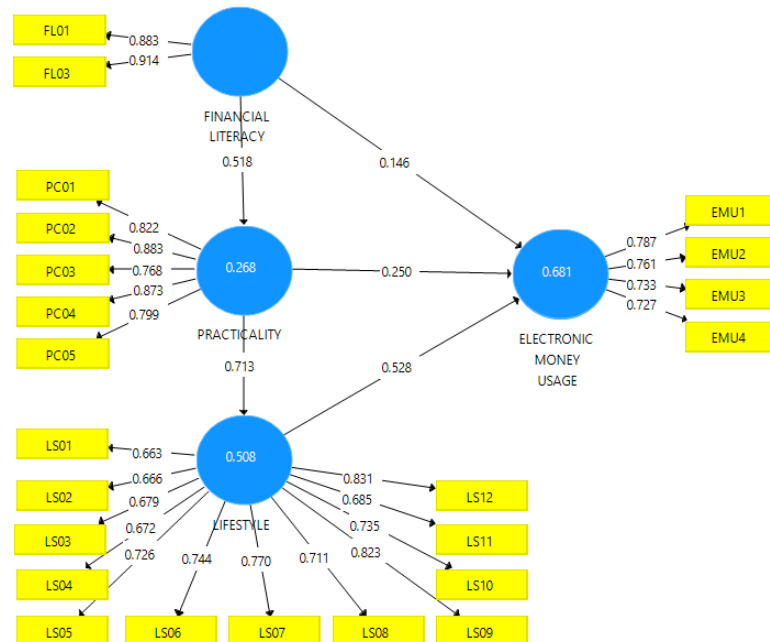 FL01
0.883
FL03
0.914
FINANCIAL
LITERACY
0.518
0.146
PC01
0.822
PC02
0.883
PC03
0.768
PC04
0.873
PC05
0.799
0.268
PRACTICALITY
0.250
0.713
0.681
ELECTRONIC
MONEY
USAGE
0.787
EMU1
0.761
EMU2
0.733
EMU3
0.727
EMU4
0.528
0.508
LIFESTYLE
LS01
0.663
LS02
0.666
LS03
0.679
LS04
0.672
LS05
0.726
LS06
0.744
LS07
0.770
LS08
0.711
LS09
0.823
LS10
0.735
LS11
0.685
LS12
0.831